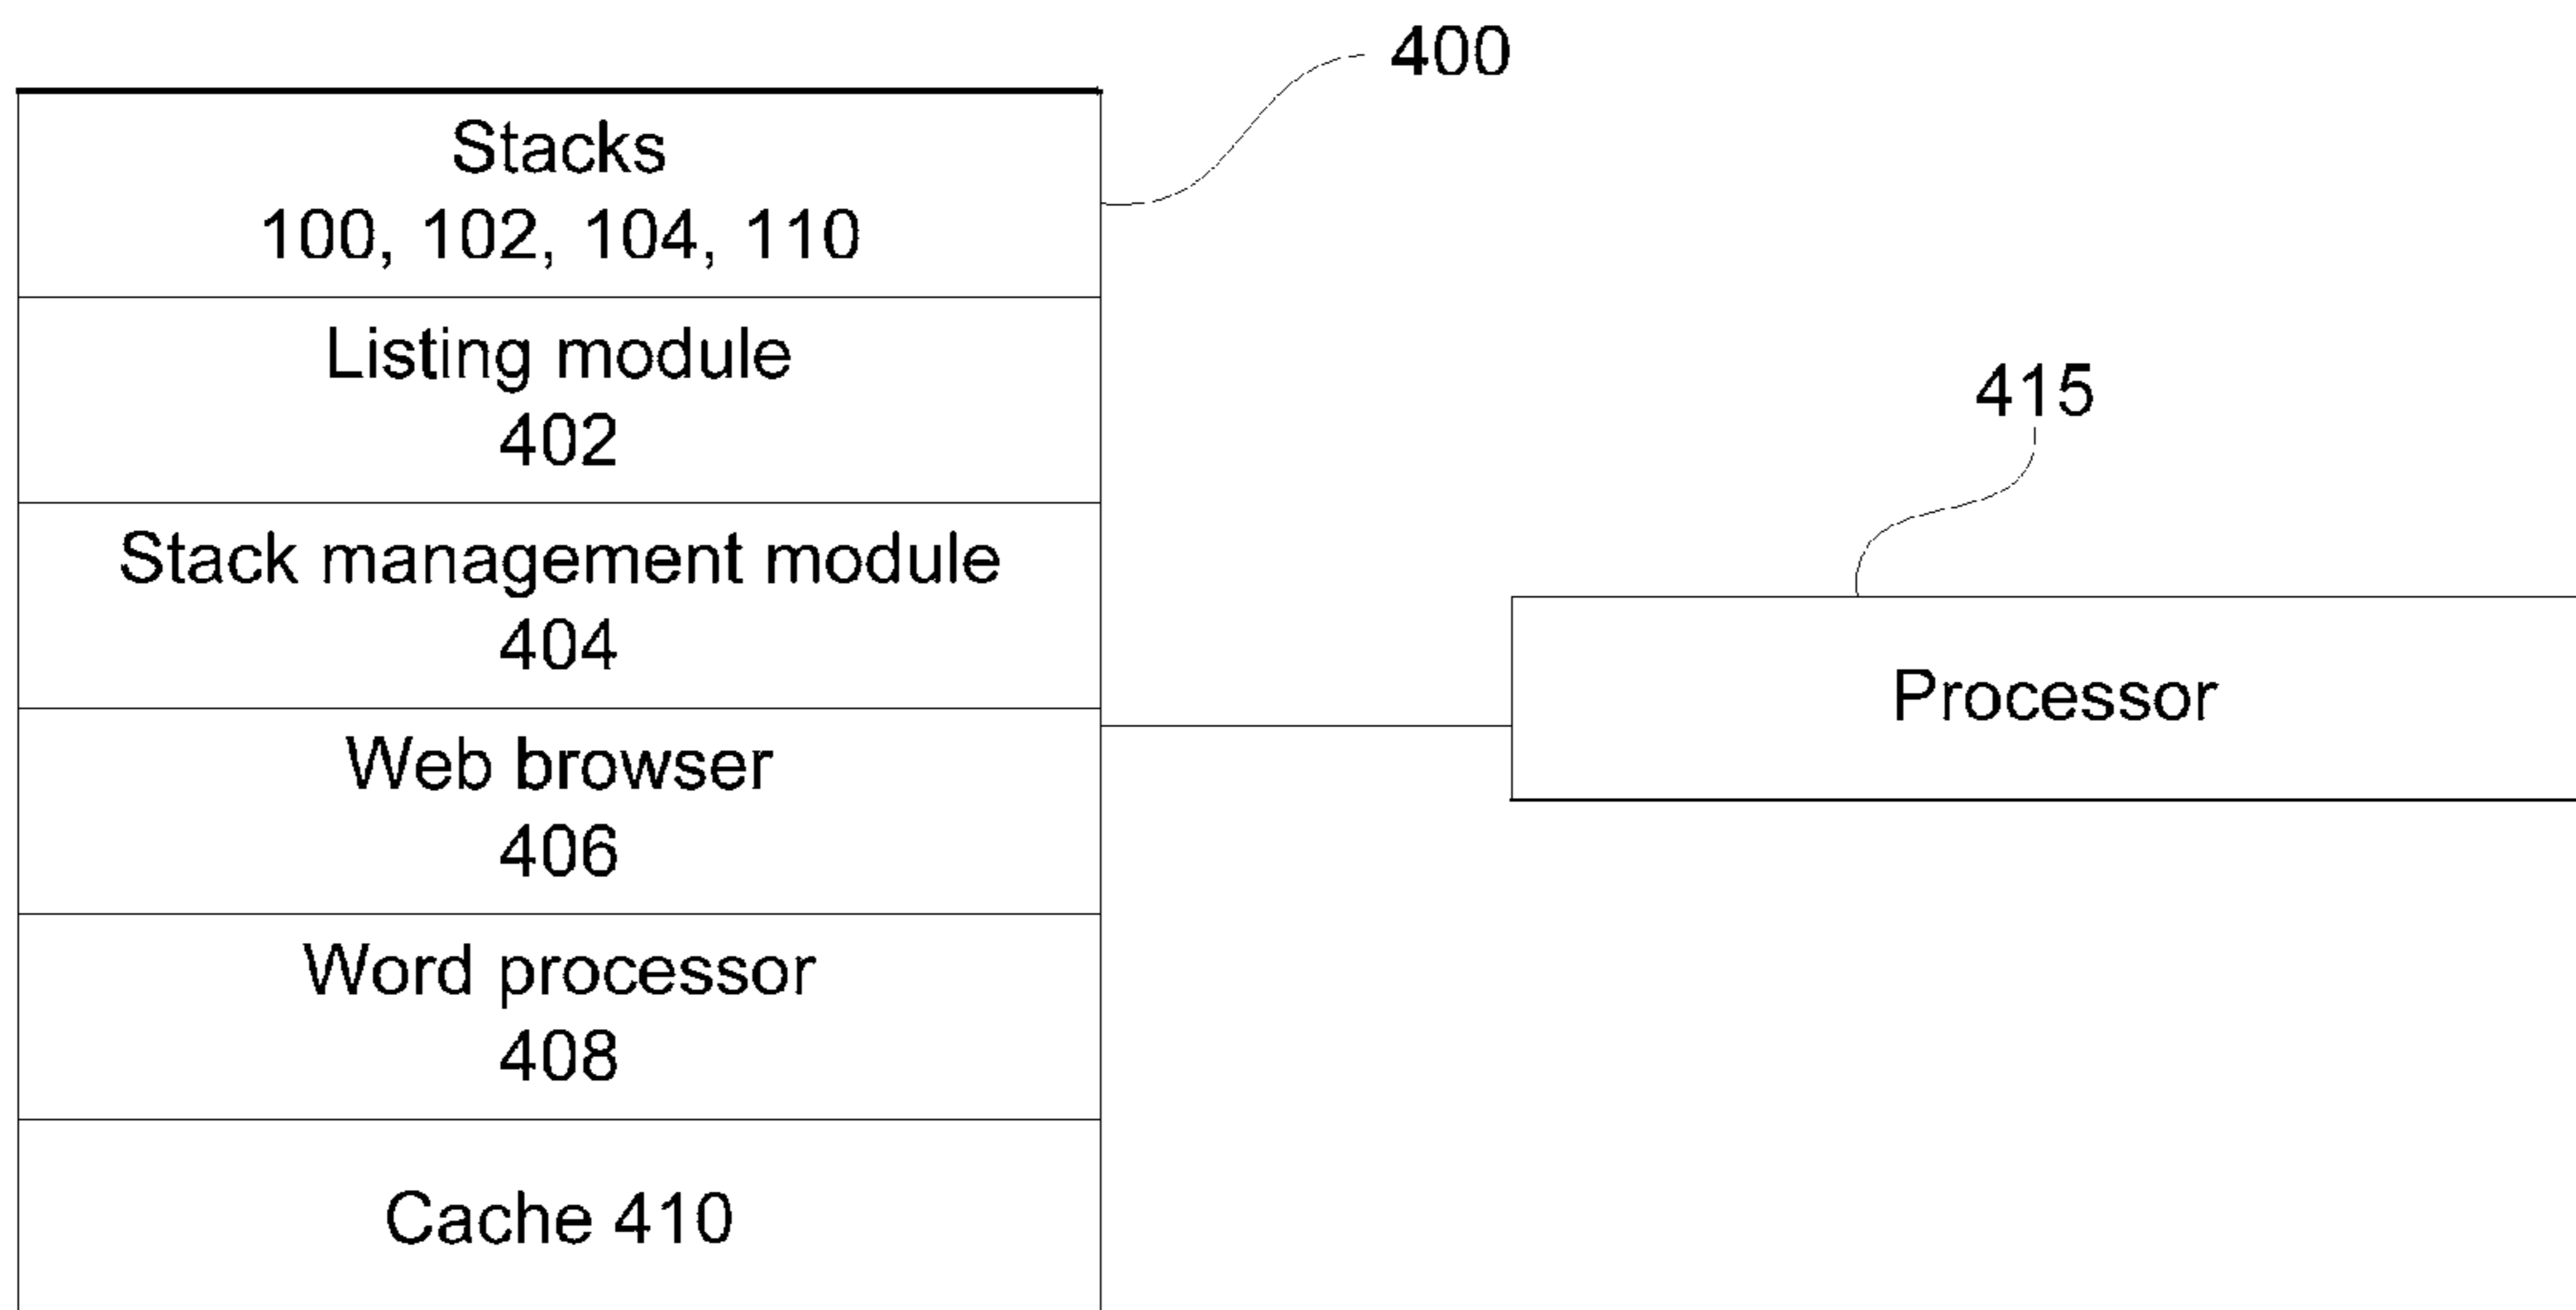 400
Stacks
100, 102, 104, 110
Listing module
402
415
Stack management module
404
Processor
Web browser
406
Word processor
408
Cache 410